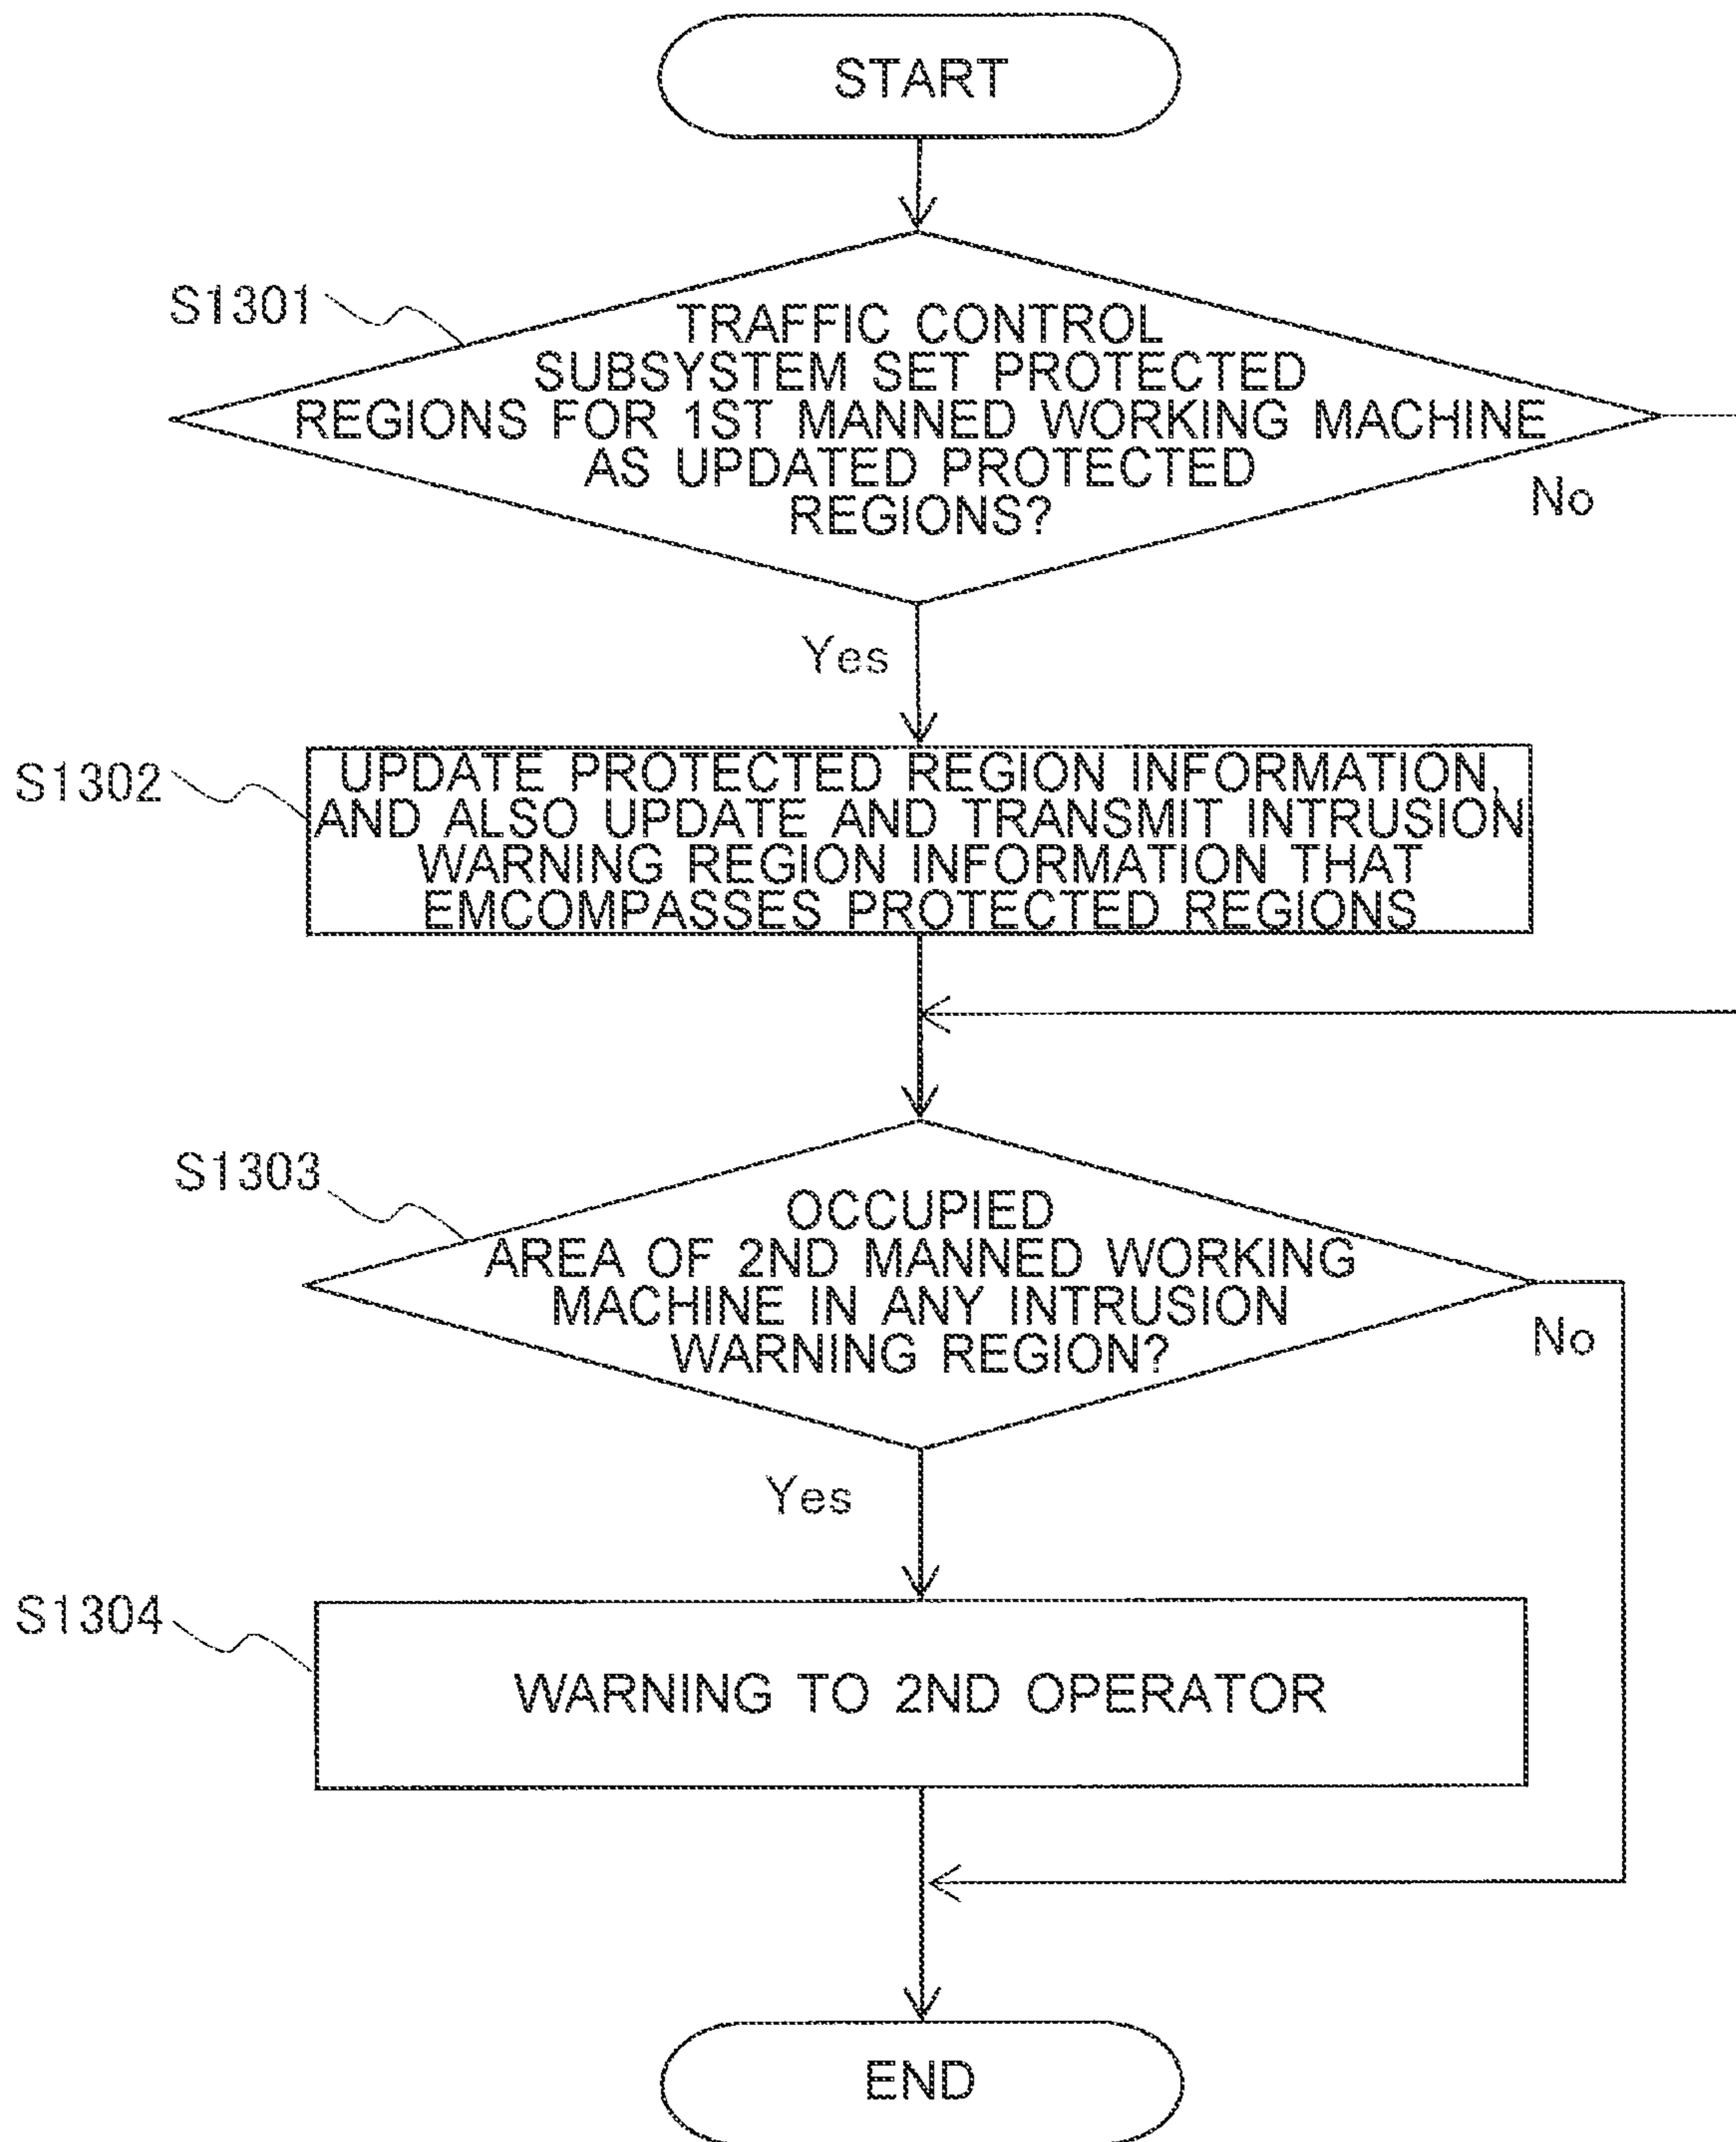 START
S1301
TRAFFIC CONTROL
SUBSYSTEM SET PROTECTED
REGIONS FOR 1ST MANNED WORKING MACHINE
AS UPDATED PROTECTED
REGIONS?
No
Yes
S1302
UPDATE PROTECTED REGION INFORMATION,
AND ALSO UPDATE AND TRANSMIT INTRUSION
WARNING REGION INFORMATION THAT
EMCOMPASSES PROTECTED REGIONS
S1303
OCCUPIED
AREA OF 2ND MANNED WORKING
MACHINE IN ANY INTRUSION
WARNING REGION?
No
Yes
S1304
WARNING TO 2ND OPERATOR
END